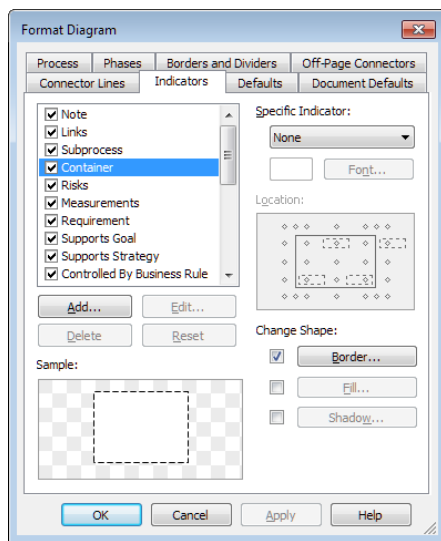 Format Diagram
Process Phases Borders and Dividers Off-Page Connectors
Connector Lines Indicators Defaults Document Defaults
Note
Links
Subprocess
Container
Risks
Measurements
Requirement
Supports Goal
Supports Strategy
Controlled By Business Rule
Add... Edit...
Delete Reset
Sample:
Specific Indicator:
None
Font...
Location:
Change Shape:
Border...
Fill...
Shadow...
OK Cancel Apply Help